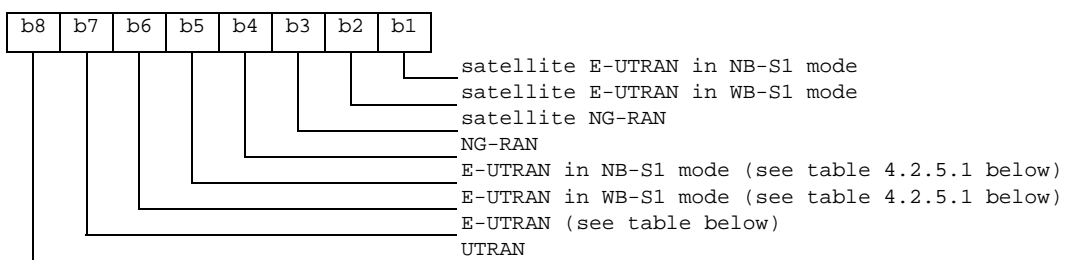 b8 b7 b6 b5 b4 b3 b2 b1
satellite E-UTRAN in NB-S1 mode
satellite E-UTRAN in WB-S1 mode
satellite NG-RAN
NG-RAN
E-UTRAN in NB-S1 mode (see table 4.2.5.1 below)
E-UTRAN in WB-S1 mode (see table 4.2.5.1 below)
E-UTRAN (see table below)
UTRAN